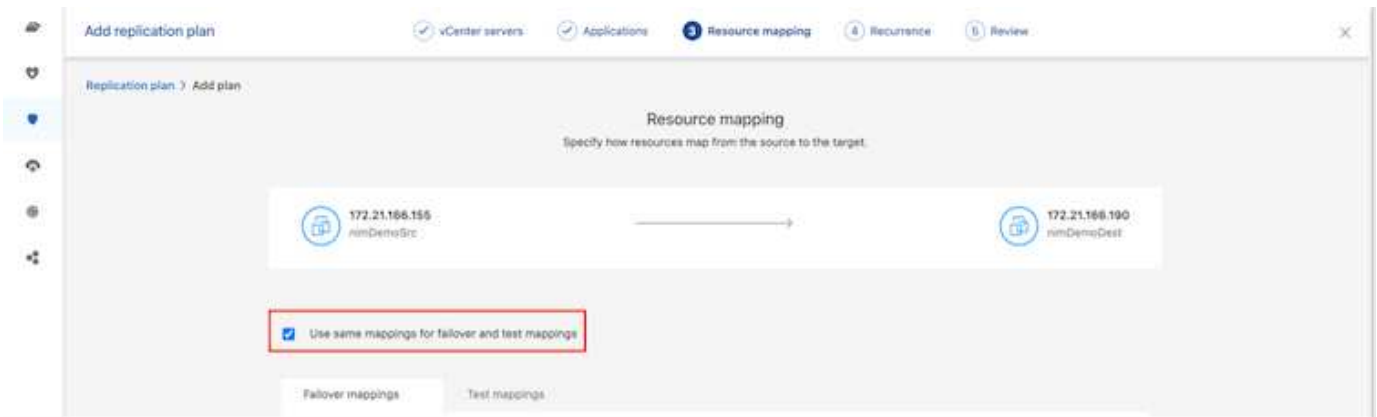 Add replication plan
vCenter servers
Applications
3 Resource mapping
4 Recurrence
5 Review
Replication plan > Add plan
Resource mapping
Specify how resources map from the source to the target.
172.21.166.155
nimDemoSrc
172.21.166.190
nimDemoDest
Use same mappings for failover and test mappings
Failover mappings
Test mappings